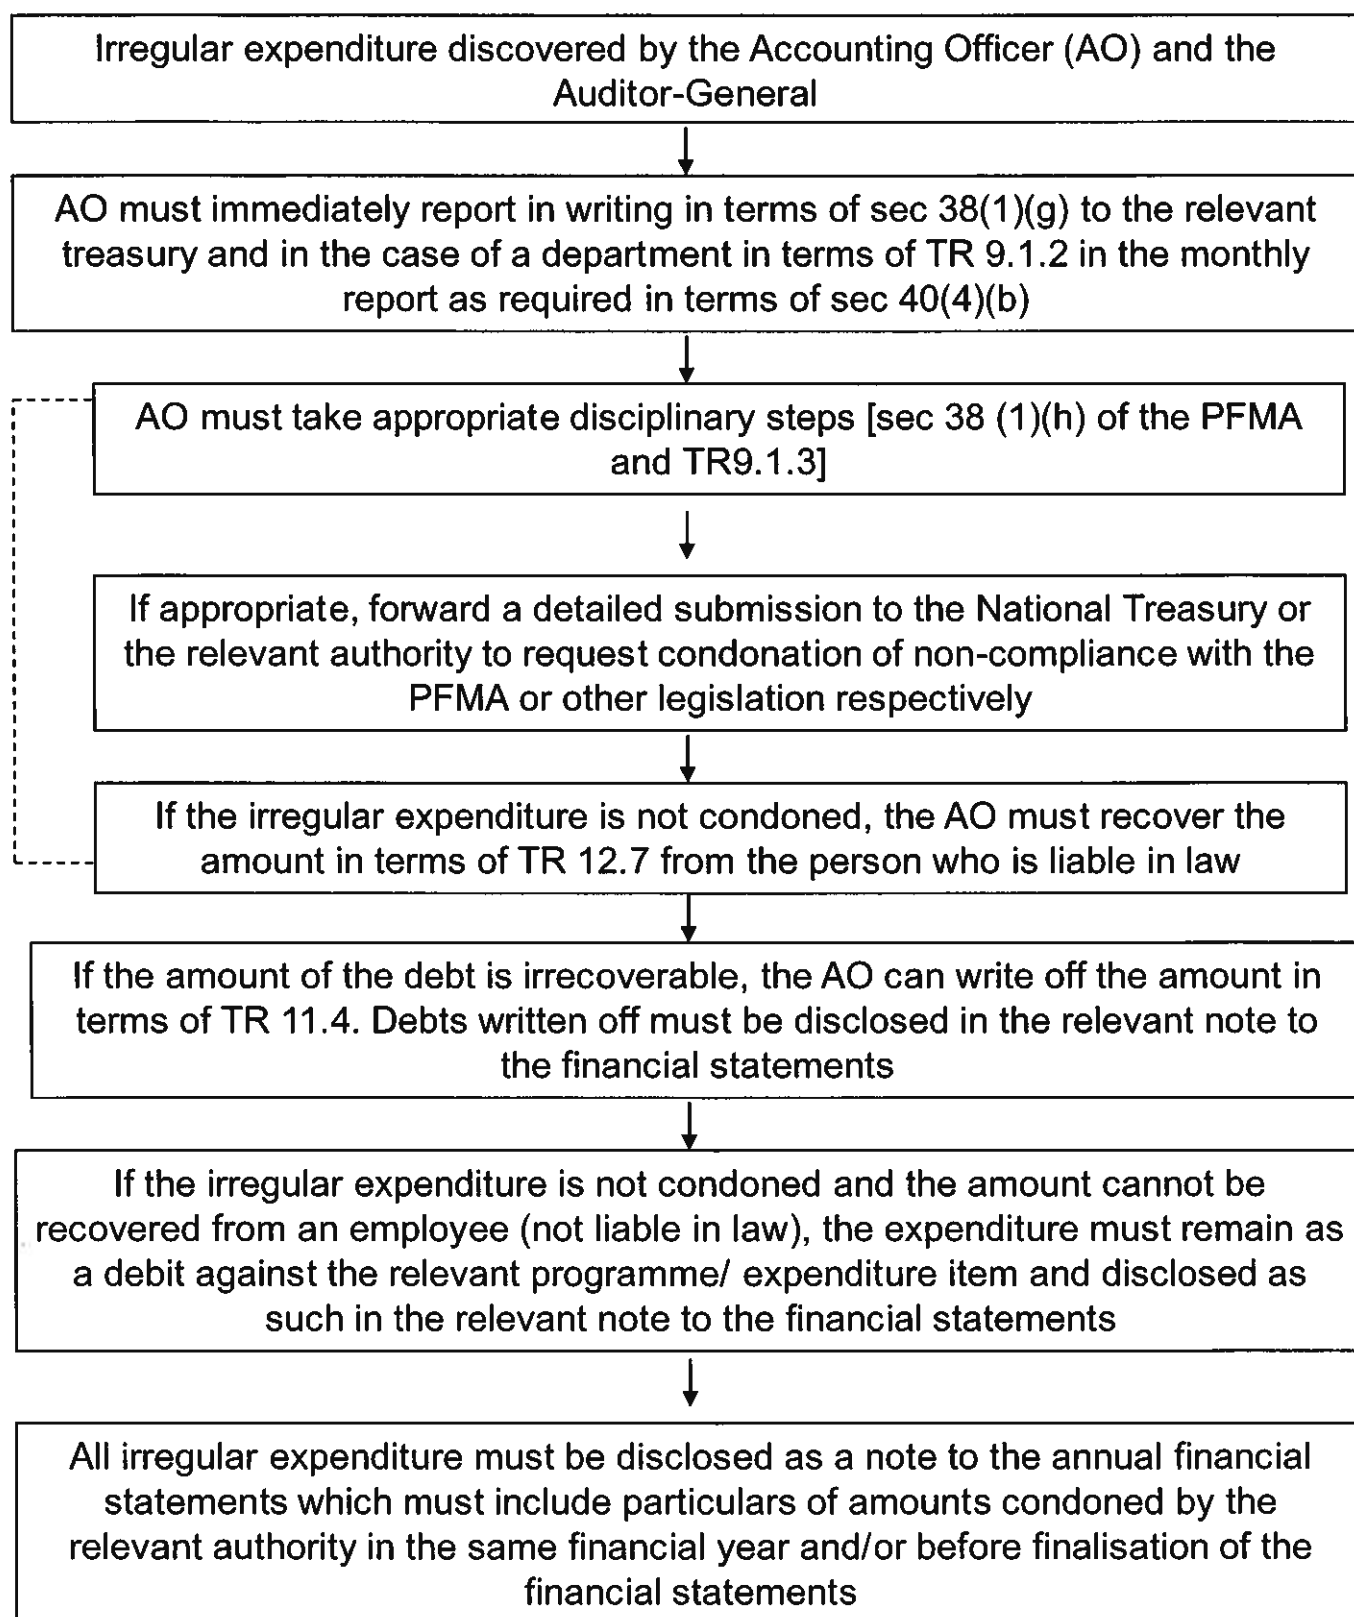 Irregular expenditure discovered by the Accounting Officer (AO) and the
Auditor-General
AO must immediately report in writing in terms of sec 38(1)(g) to the relevant
treasury and in the case of a department in terms of TR 9.1.2 in the monthly
report as required in terms of sec 40(4)(b)
AO must take appropriate disciplinary steps [sec 38 (1)(h) of the PFMA
and TR9.1.3]
If appropriate, forward a detailed submission to the National Treasury or
the relevant authority to request condonation of non-compliance with the
PFMA or other legislation respectively
If the irregular expenditure is not condoned, the AO must recover the
amount in terms of TR 12.7 from the person who is liable in law
If the amount of the debt is irrecoverable, the AO can write off the amount in
terms of TR 11.4. Debts written off must be disclosed in the relevant note to
the financial statements
If the irregular expenditure is not condoned and the amount cannot be
recovered from an employee (not liable in law), the expenditure must remain as
a debit against the relevant programme/ expenditure item and disclosed as
such in the relevant note to the financial statements
All irregular expenditure must be disclosed as a note to the annual financial
statements which must include particulars of amounts condoned by the
relevant authority in the same financial year and/or before finalisation of the
financial statements